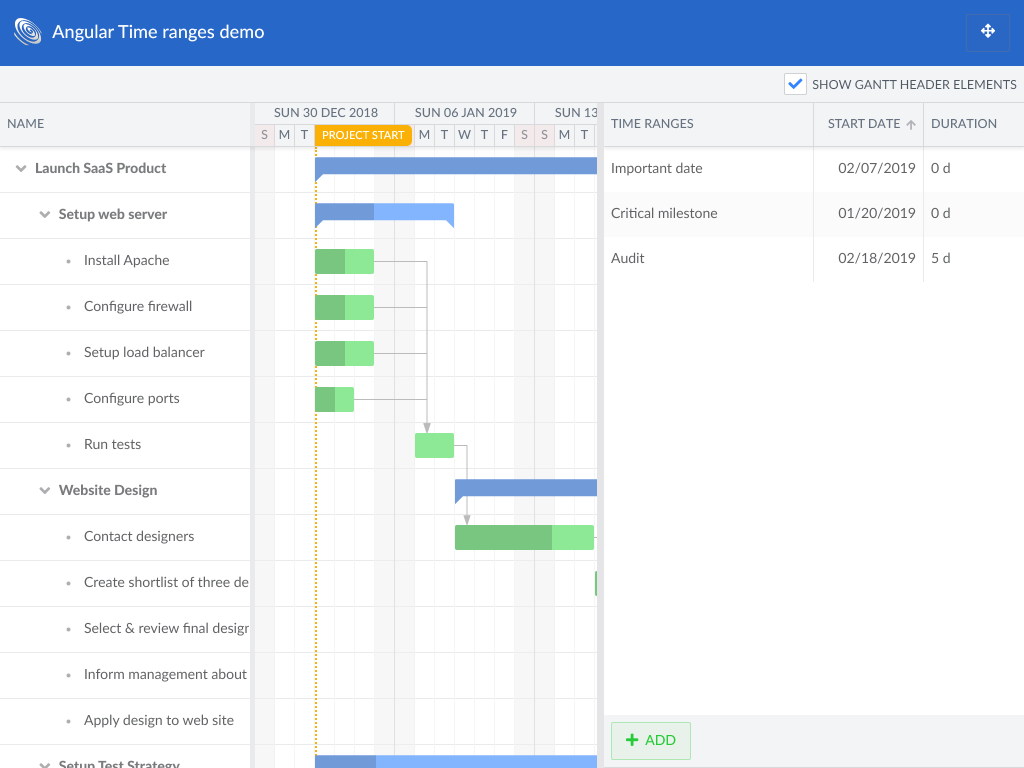 Angular Time ranges demo
SHOW GANTT HEADER ELEMENTS
NAME
SUN 30 DEC 2018 SUN 06 JAN 2019 SUN 13
S M T PROJECT START M T W T F S S M T
TIME RANGES START DATE DURATION
Launch SaaS Product
Setup web server
Install Apache
Configure firewall
Setup load balancer
Configure ports
Run tests
Website Design
Contact designers
Create shortlist of three de
Select & review final design
Inform management about
Apply design to web site
Setup Test Strategy
Important date 02/07/2019 0 d
Critical milestone 01/20/2019 0 d
Audit 02/18/2019 5 d
ADD